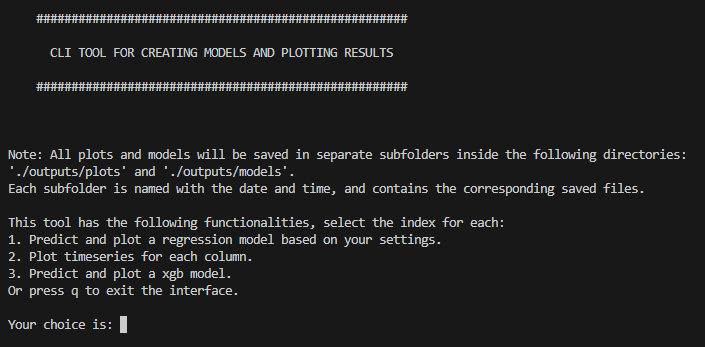 #####################################################
CLI TOOL FOR CREATING MODELS AND PLOTTING RESULTS
#####################################################
Note: All plots and models will be saved in separate subfolders inside the following directories:
'./outputs/plots' and './outputs/models'.
Each subfolder is named with the date and time, and contains the corresponding saved files.
This tool has the following functionalities, select the index for each:
1. Predict and plot a regression model based on your settings.
2. Plot timeseries for each column.
3. Predict and plot a xgb model.
Or press q to exit the interface.
Your choice is: